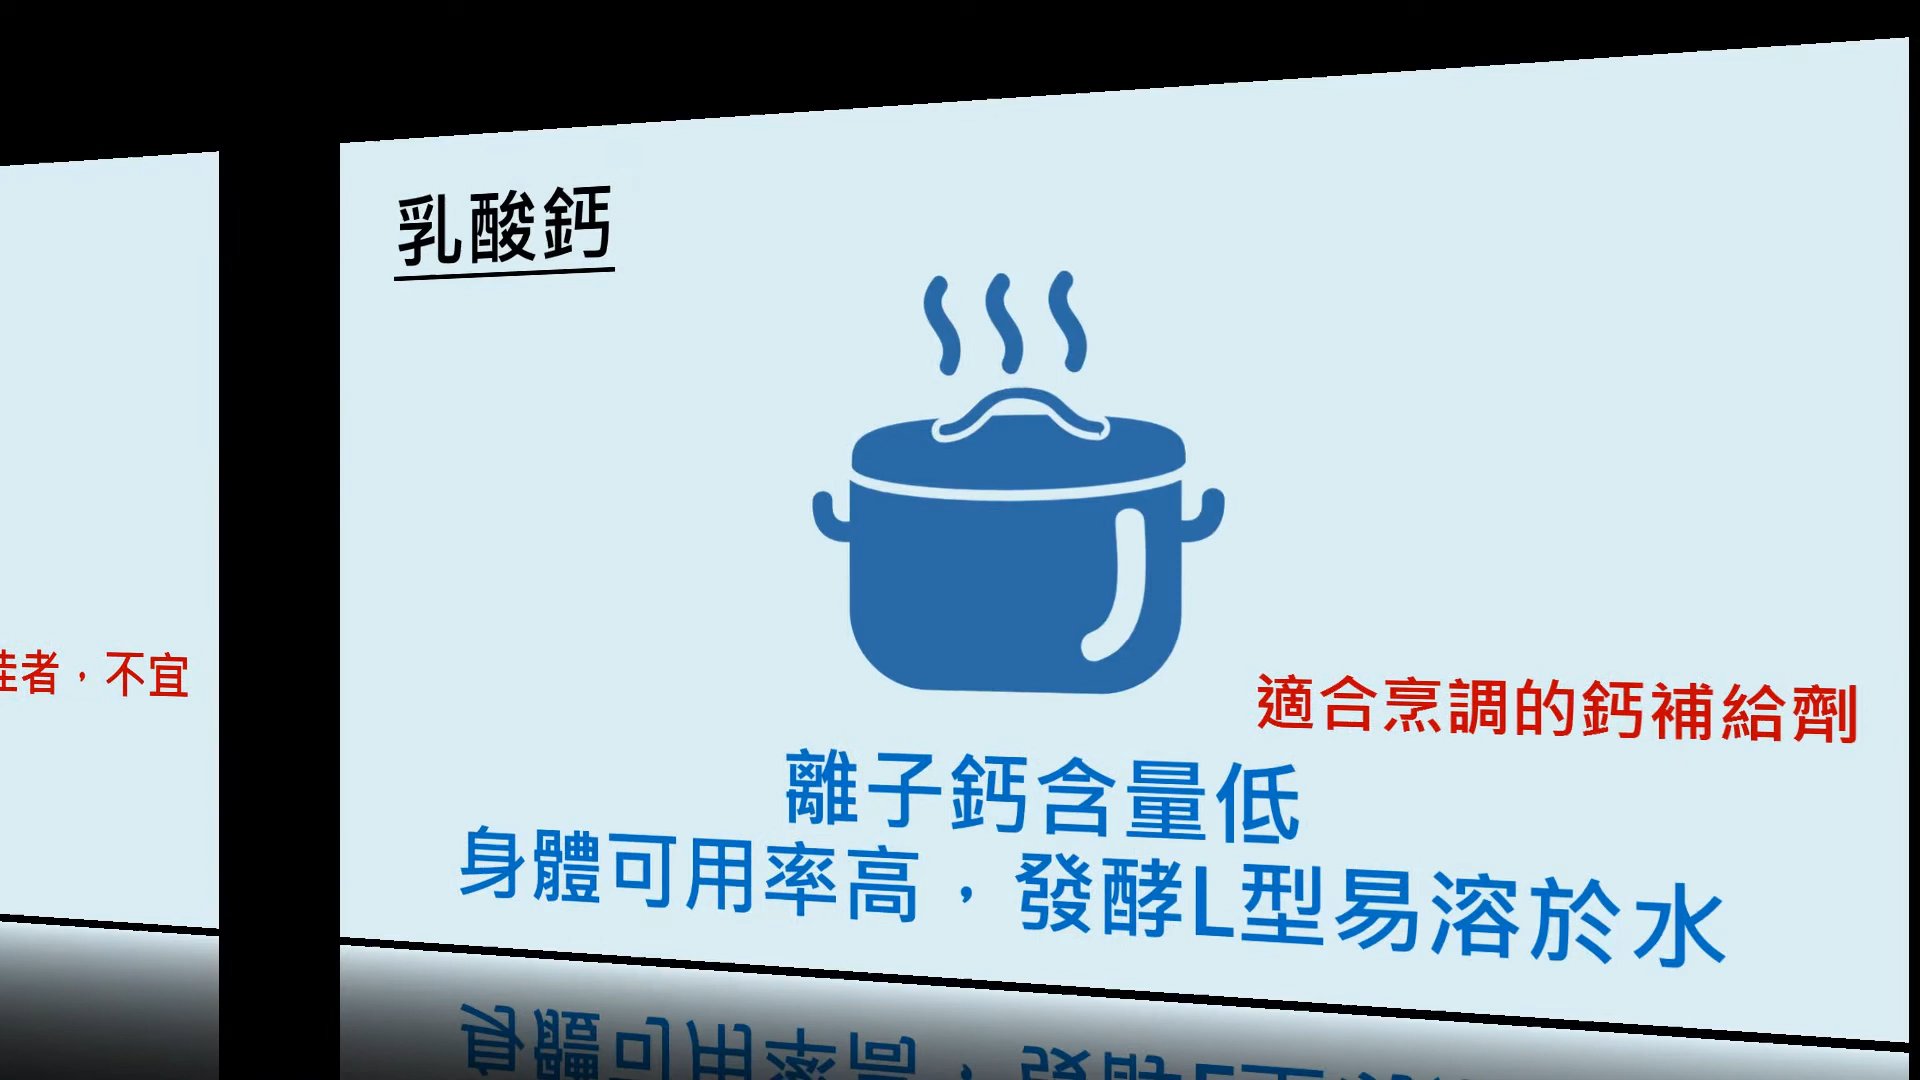 者，不宜
乳酸鈣
適合烹調的鈣補給劑
離子鈣含量低
身體可用率高，發酵L型易溶於水